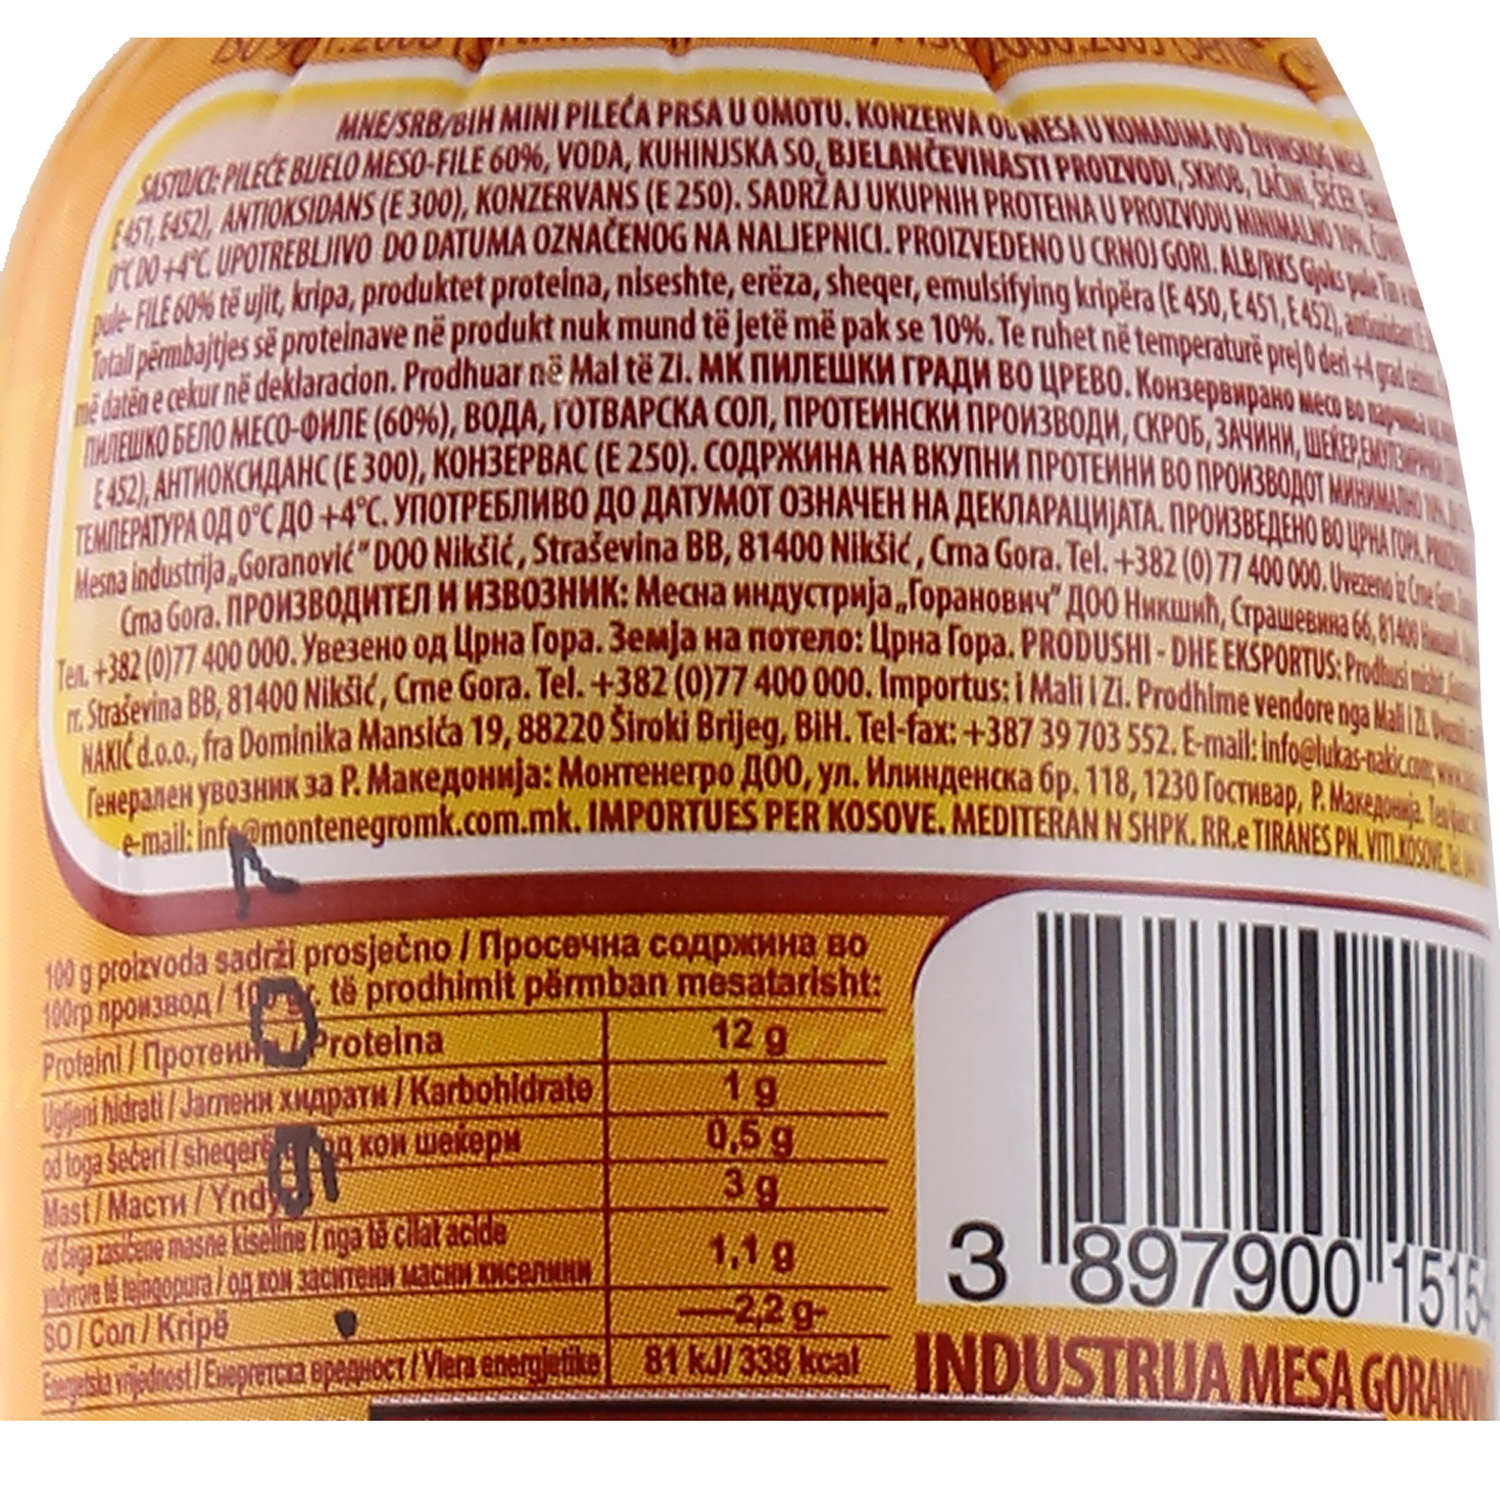 MNE/SRB/BIH MINI PILEĆA PRSA U OMOTU. KONZERVA OD MESA U KOMADIMA OD ŽIVINSKOG MESA
SASTOJCI: PILEĆE BIJELO MESO-FILE 60%, VODA, KUHINJSKA SO, BJELANČEVINASTI PROIZVODI, SKROB, ZAČINI, ŠEĆER,
E 451, E452), ANTIOKSIDANS (E 300), KONZERVANS (E 250). SADRŽAJ UKUPNIH PROTEINA U PROIZVODU MINIMALNO 10%.
0°C DO +4°C. UPOTREBLJIVO DO DATUMA OZNAČENOG NA NALJEPNICI. PROIZVEDENO U CRNOJ GORI. ALB/RKS Gjoks pule
pule- FILE 60% të ujit, kripa, produktet proteina, niseshte, erëza, sheqer, emulsifying kripëra (E 450, E 451, E 452),
Totali përmbajtjes së proteinave në produkt nuk mund të jetë më pak se 10%. Te ruhet në temperaturë prej 0 deri +4 grad
më datën e cekur në deklaracion. Prodhuar në Mal të Zi. МК ПИЛЕШКИ ГРАДИ ВО ЦРЕВО. Конзервирано месо во парчиња
ПИЛЕШКО БЕЛО МЕСО-ФИЛЕ (60%), ВОДА, ГОТВАРСКА СОЛ, ПРОТЕИНСКИ ПРОИЗВОДИ, СКРОБ, ЗАЧИНИ, ШЕЌЕР,
Е 452), АНТИОКСИДАНС (Е 300), КОНЗЕРВАС (Е 250). СОДРЖИНА НА ВКУПНИ ПРОТЕИНИ ВО ПРОИЗВОДОТ МИНИМАЛНО 10%.
ТЕМПЕРАТУРА ОД 0°C ДО +4°C. УПОТРЕБЛИВО ДО ДАТУМОТ ОЗНАЧЕН НА ДЕКЛАРАЦИЈАТА. ПРОИЗВЕДЕНО ВО ЦРНА ГОРА.
Mesna industrija „Goranović" DOO Nikšić, Straševina BB, 81400 Nikšić, Crna Gora. Tel. +382 (0) 77 400 000. Uvezeno iz Crne Gore.
Crna Gora. ПРОИЗВОДИТЕЛ И ИЗВОЗНИК: Месна индустрија „Горановић" ДОО Никшић, Страшевина 66, 81400
Тел. +382 (0)77 400 000. Увезено од Црна Гора. Земја на потело: Црна Гора. PRODUSHI - DHE EKSPORTUS: Prodhusi mishit
rr. Straševina BB, 81400 Nikšić, Crne Gora. Tel. +382 (0)77 400 000. Importus: i Mali I Zi. Prodhime vendore nga Mali i Zi.
NAKIĆ d.o.o., fra Dominika Mansića 19, 88220 Široki Brijeg, BiH. Tel-fax: +387 39 703 552. E-mail: info@lukas-nakic.com;
Генерален увозник за Р. Македонија: Монтенегро ДОО, ул. Илинденска бр. 118, 1230 Гостивар, Р. Македонија.
e-mail: info@montenegromk.com.mk. IMPORTUES PER KOSOVE. MEDITERAN N SHPK. RR.e TIRANES PN. VITI.KOSOVE.
100 g proizvoda sadrži prosječno / Просечна содржина во
100гр производ / 100 gr. të prodhimit përmban mesatarisht:
Proteini / Протеини / Proteina 12 g
Ugljeni hidrati / Јаглени хидрати / Karbohidrate 1 g
od toga šećeri / sheqerë / од кои шеќери 0,5 g
Mast / Масти / Yndyrë 3 g
od čega zasićene masne kiseline / nga të cilat acide
yndyrore të tejngopura / од кои заситени масни киселини 1,1 g
SO / Сол / Kripë 2,2 g
Energetska vrijednost / Енергетска вредност / Vlera energjetike 81 kJ/ 338 kcal
3 897900 1515
INDUSTRIJA MESA GORANOV